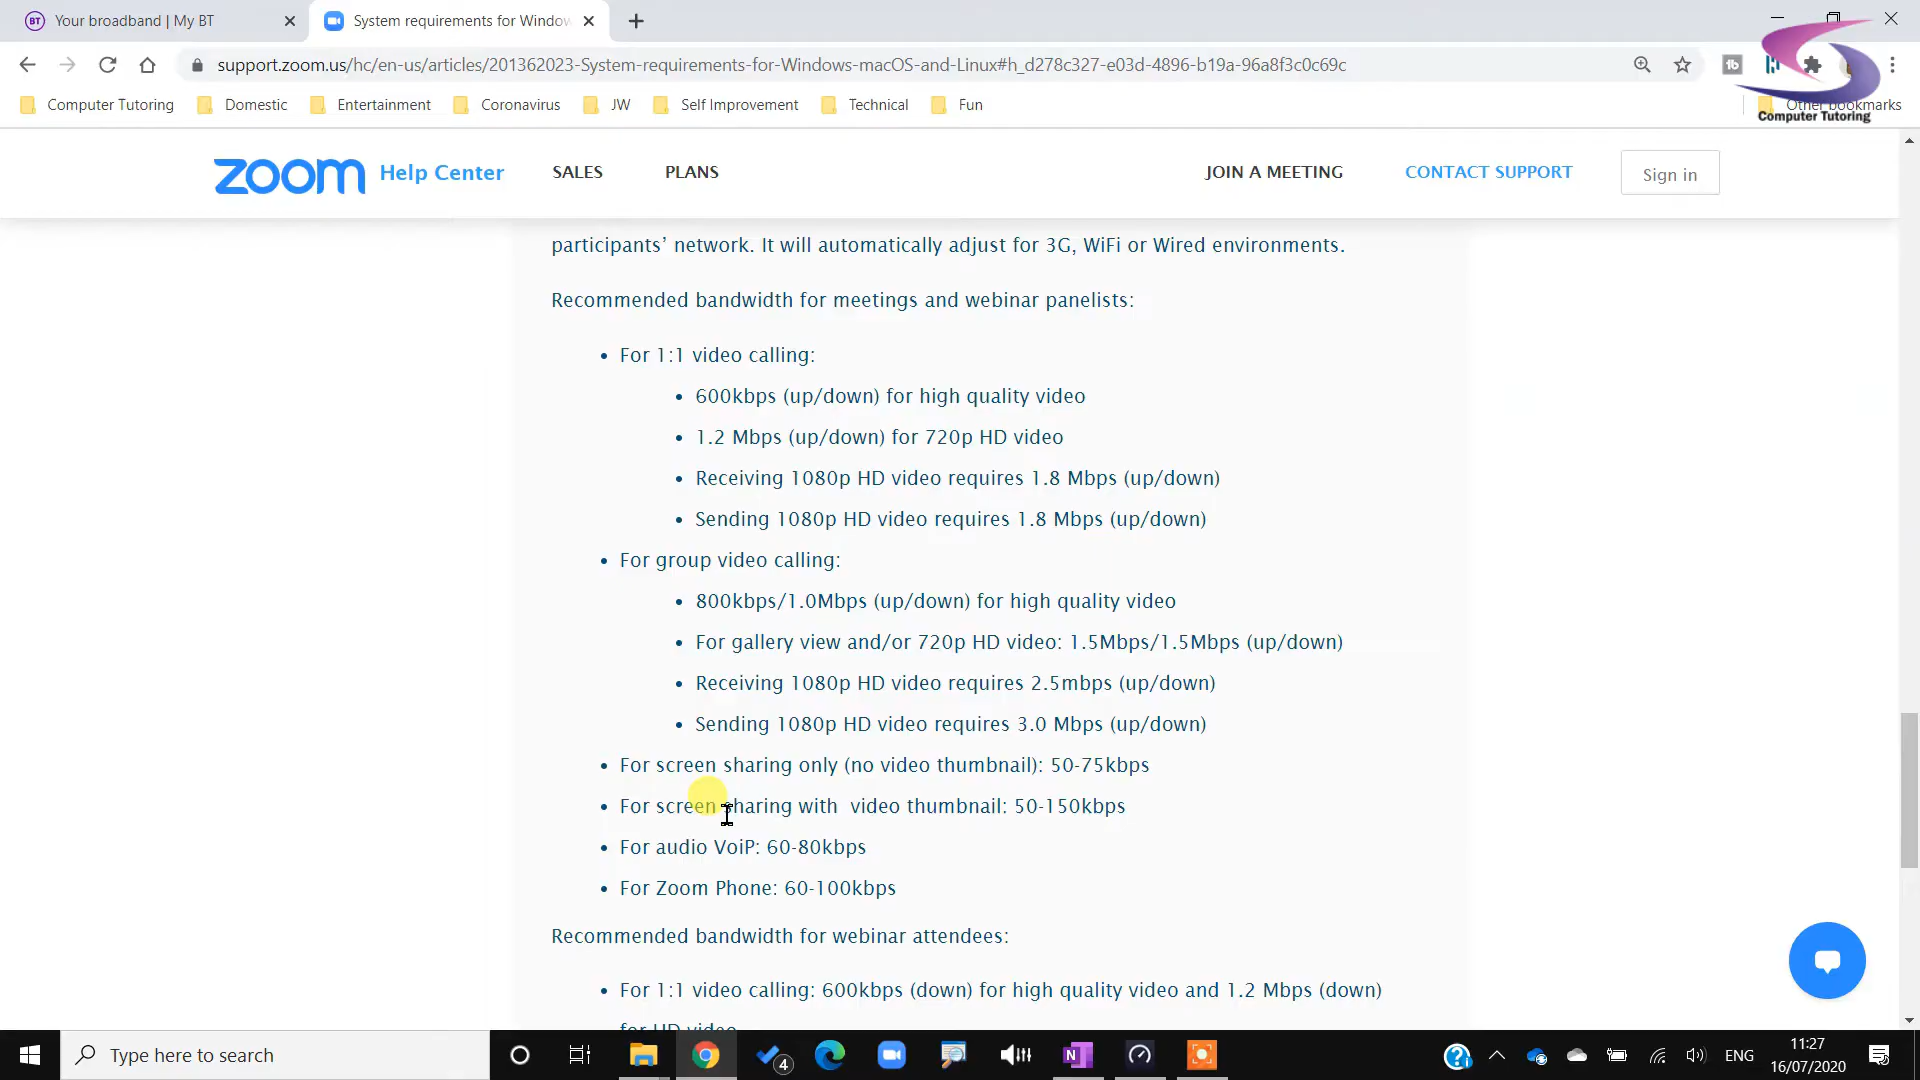 Your broadband | My BT
System requirements for Window
support.zoom.us/hc/en-us/articles/201362023-System-requirements-for-Windows-macOS-and-Linux#h_d278c327-e03d-4896-b19a-96a8f3c0c69c
Computer Tutoring
Domestic
Entertainment
Coronavirus
JW
Self Improvement
Technical
Fun
Other bookmarks
Computer Tutoring
zoom Help Center
SALES
PLANS
JOIN A MEETING
CONTACT SUPPORT
Sign in
participants’ network. It will automatically adjust for 3G, WiFi or Wired environments.
Recommended bandwidth for meetings and webinar panelists:
• For 1:1 video calling:
• 600kbps (up/down) for high quality video
• 1.2 Mbps (up/down) for 720p HD video
• Receiving 1080p HD video requires 1.8 Mbps (up/down)
• Sending 1080p HD video requires 1.8 Mbps (up/down)
• For group video calling:
• 800kbps/1.0Mbps (up/down) for high quality video
• For gallery view and/or 720p HD video: 1.5Mbps/1.5Mbps (up/down)
• Receiving 1080p HD video requires 2.5mbps (up/down)
• Sending 1080p HD video requires 3.0 Mbps (up/down)
• For screen sharing only (no video thumbnail): 50-75kbps
• For screen sharing with  video thumbnail: 50-150kbps
• For audio VoiP: 60-80kbps
• For Zoom Phone: 60-100kbps
Recommended bandwidth for webinar attendees:
• For 1:1 video calling: 600kbps (down) for high quality video and 1.2 Mbps (down)
for HD video
Type here to search
4
ENG
11:27
16/07/2020